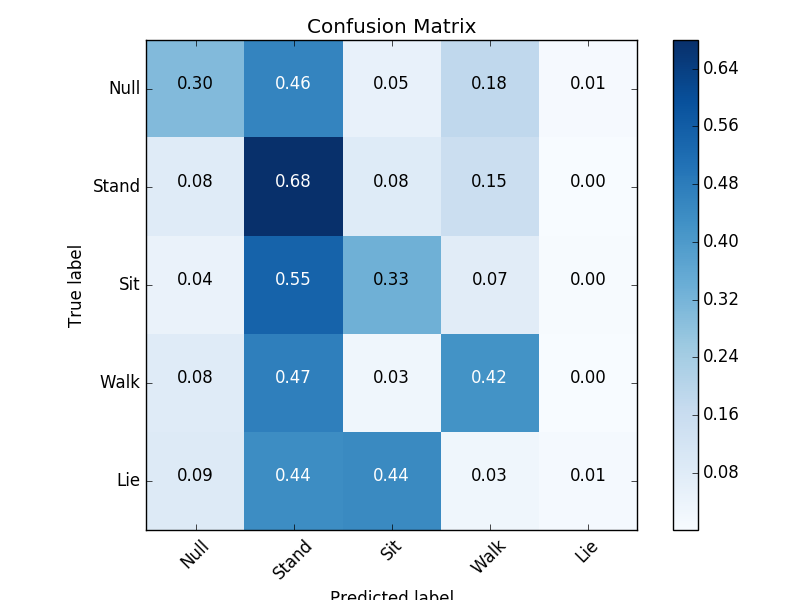 Confusion Matrix
Null 0.30 0.46 0.05 0.18 0.01
Stand 0.08 0.68 0.08 0.15 0.00
Sit 0.04 0.55 0.33 0.07 0.00
Walk 0.08 0.47 0.03 0.42 0.00
Lie 0.09 0.44 0.44 0.03 0.01
Null Stand Sit Walk Lie
True label
Predicted label
0.64
0.56
0.48
0.40
0.32
0.24
0.16
0.08